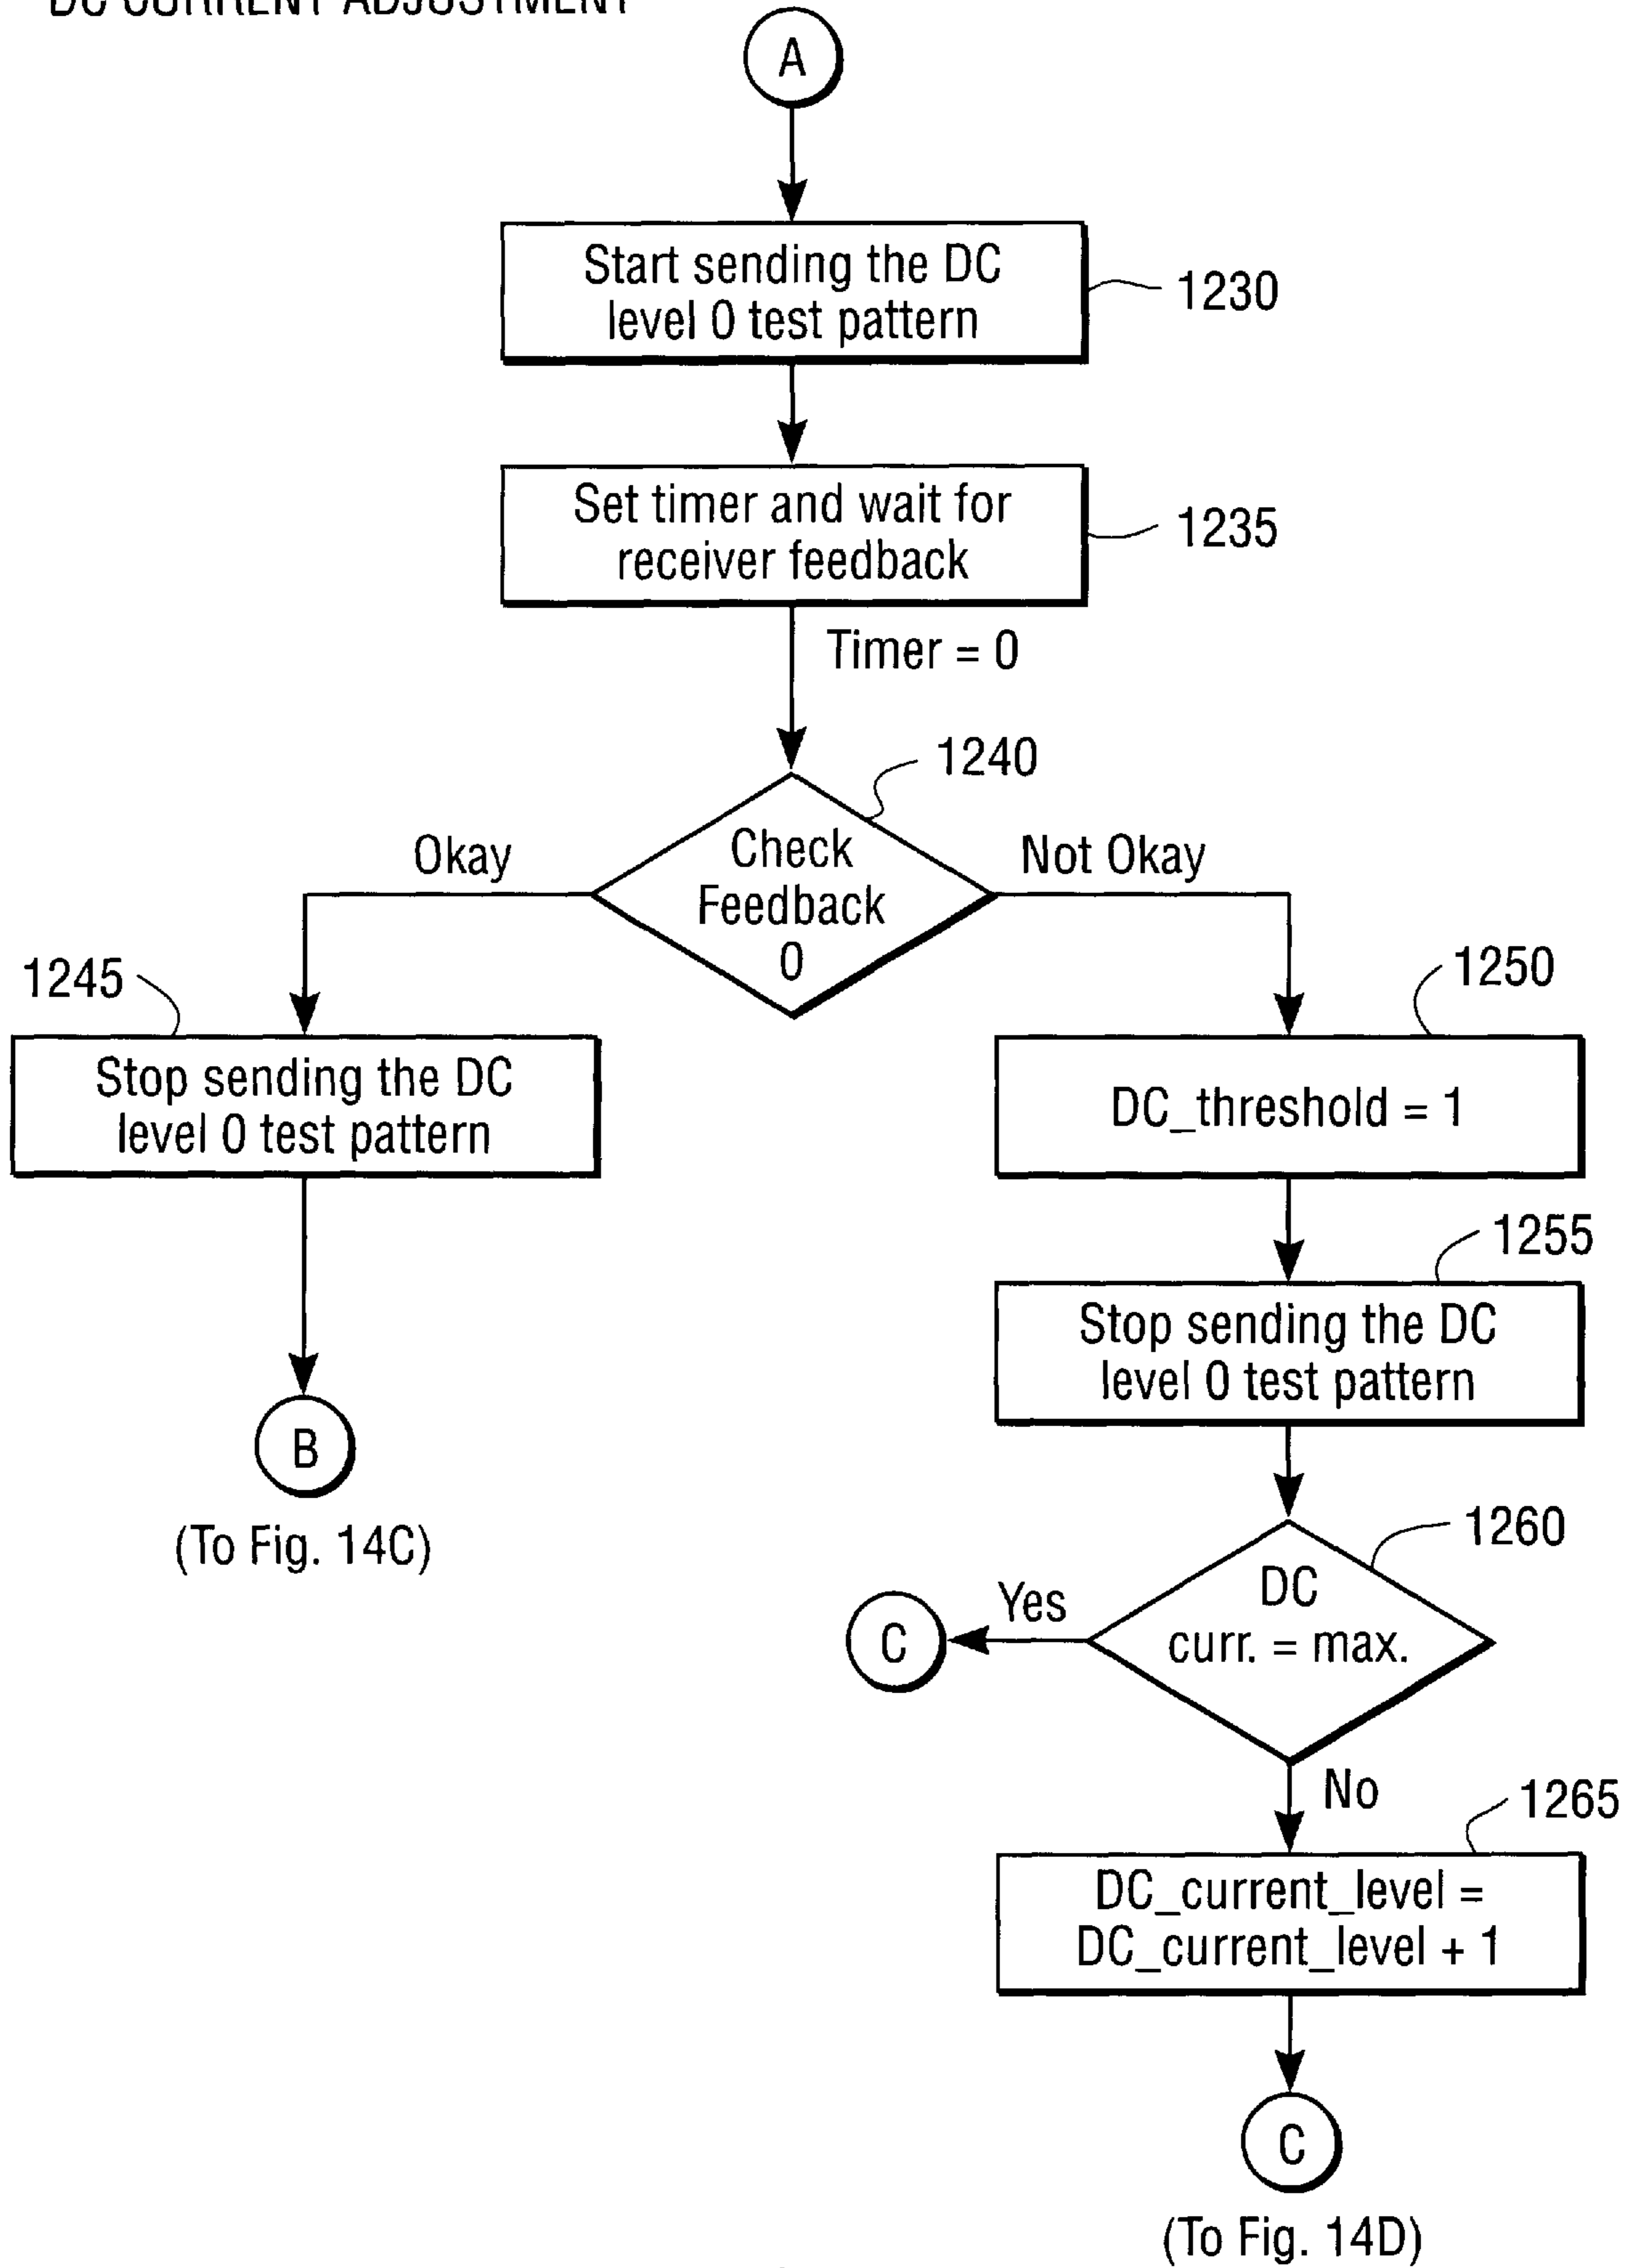 DC CURRENT ADJUSTMENT
A
Start sending the DC
level 0 test pattern
1230
Set timer and wait for
receiver feedback
1235
Timer = 0
1240
Check
Feedback
0
Okay
Not Okay
1245
Stop sending the DC
level 0 test pattern
1250
DC_threshold = 1
1255
Stop sending the DC
level 0 test pattern
B
(To Fig. 14C)
1260
DC
curr. = max.
Yes
C
No
1265
DC_current_level =
DC_current_level + 1
C
(To Fig. 14D)